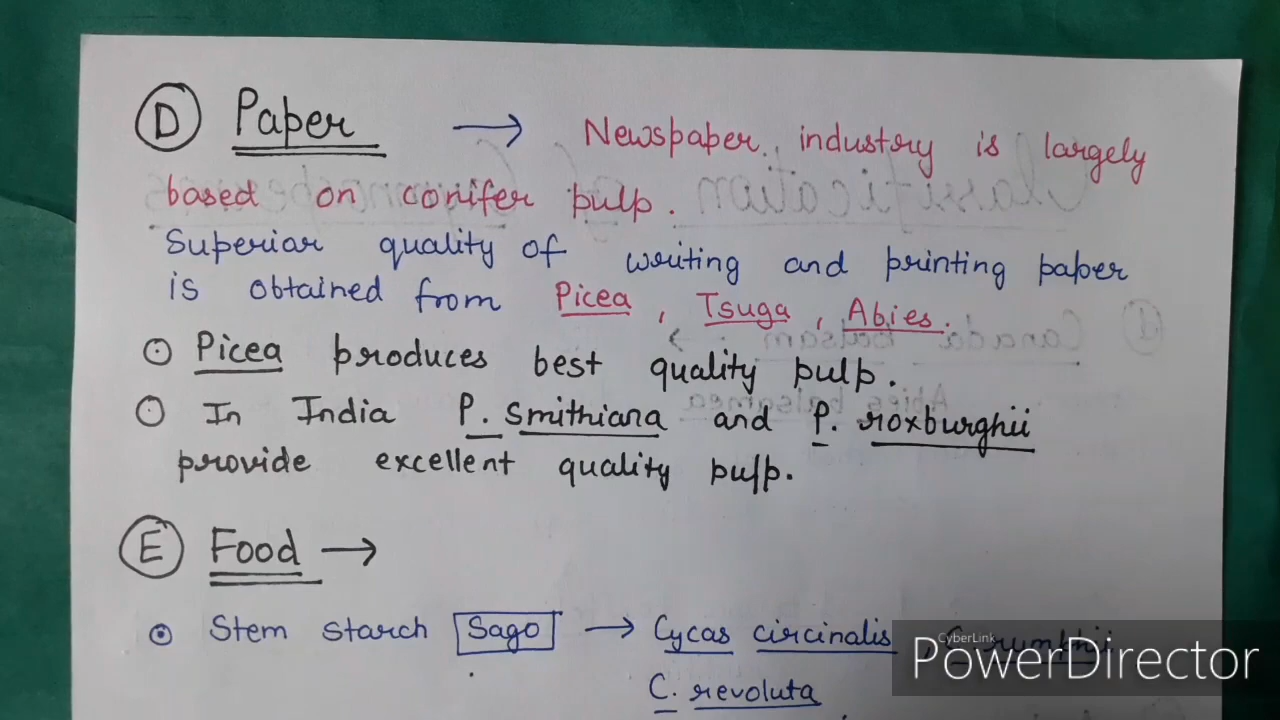 D Paper → Newspaper industry is largely
based on conifer pulp.
Superior quality of writing and printing paper
is obtained from Picea, Tsuga, Abies.
Picea produces best quality pulp.
In India P. smithiana and P. roxburghii
provide excellent quality pulp.
E Food →
Stem starch Sago → Cycas circinalis,
C. revoluta
CyberLink
PowerDirector